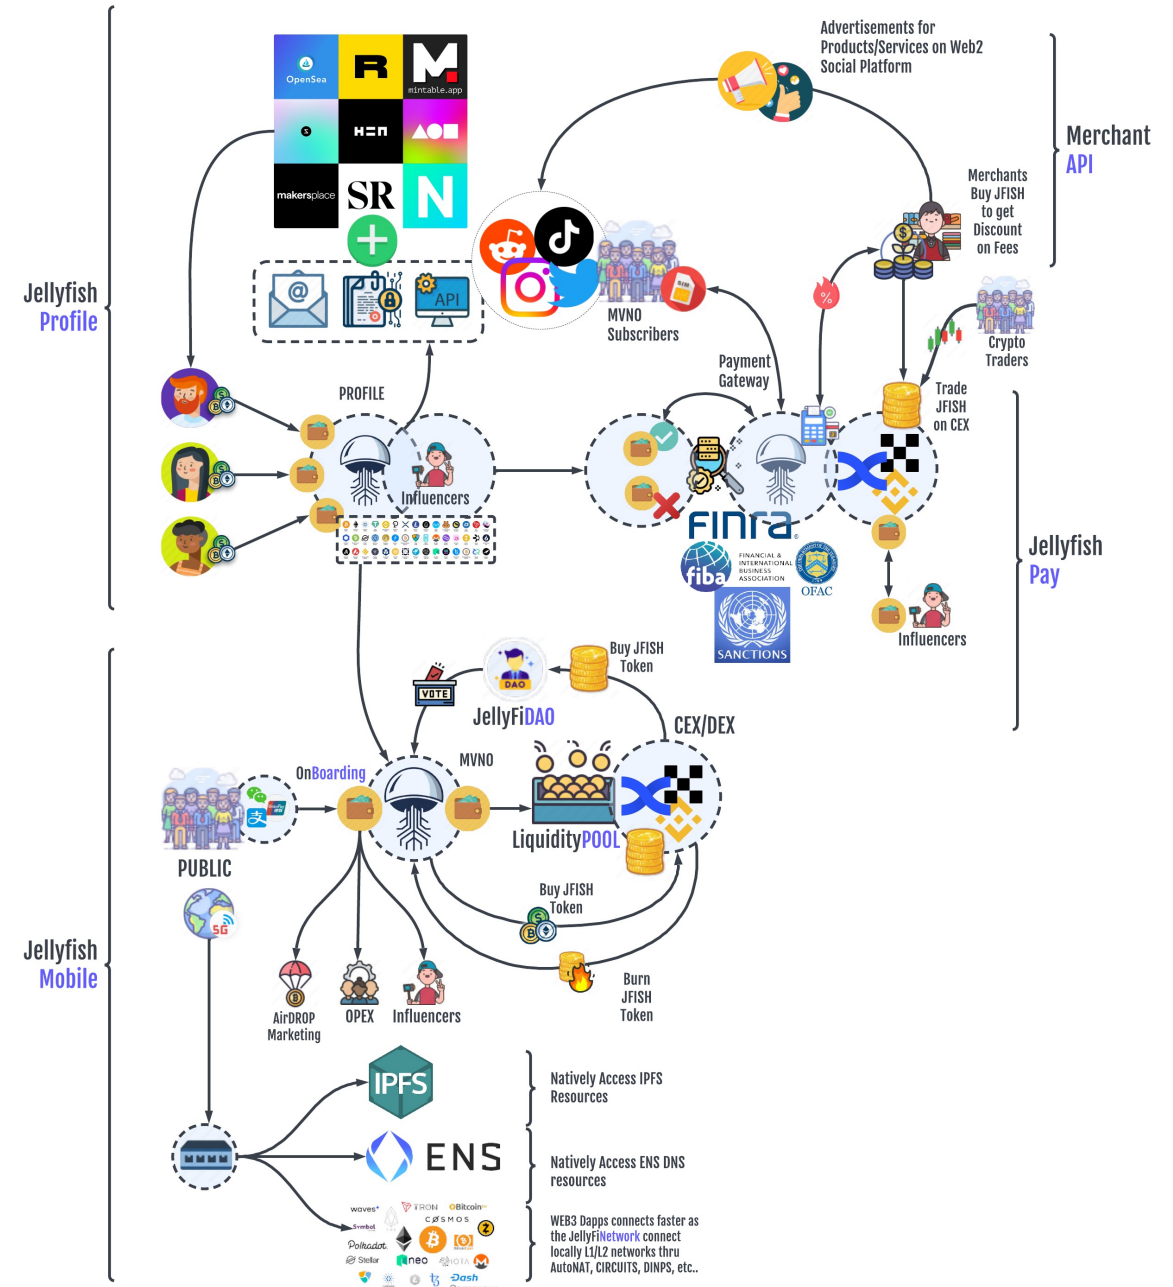 Advertisements for
Products/Services on Web2
Social Platform
OpenSea
R
M
mintable.app
Merchant
API
S
H=n
makersplace
SR
N
Merchants
Buy JFISH
to get
Discount
on Fees
@
API
SIM
%
$
Jellyfish
Profile
MVNO
Subscribers
Crypto
Traders
Payment
Gateway
PROFILE
Trade
JFISH
on CEX
Influencers
FINra
fiba
FINANCIAL &
INTERNATIONAL
BUSINESS
ASSOCIATION
OFAC
Jellyfish
Pay
SANCTIONS
Influencers
Buy JFISH
Token
VOTE
DAO
JellyFiDAO
CEX/DEX
OnBoarding
MVNO
LiquidityPOOL
PUBLIC
Buy JFISH
Token
5G
Jellyfish
Mobile
Burn
JFISH
Token
AirDROP
Marketing
OPEX
Influencers
IPFS
Natively Access IPFS
Resources
ENS
Natively Access ENS DNS
resources
waves
TRON
Bitcoin
Symbol
COSMOS
Polkadot
Stellar
neo
IOTA
Dash
WEB3 Dapps connects faster as
the JellyFiNetwork connect
locally L1/L2 networks thru
AutoNAT, CIRCUITS, DINPS, etc..